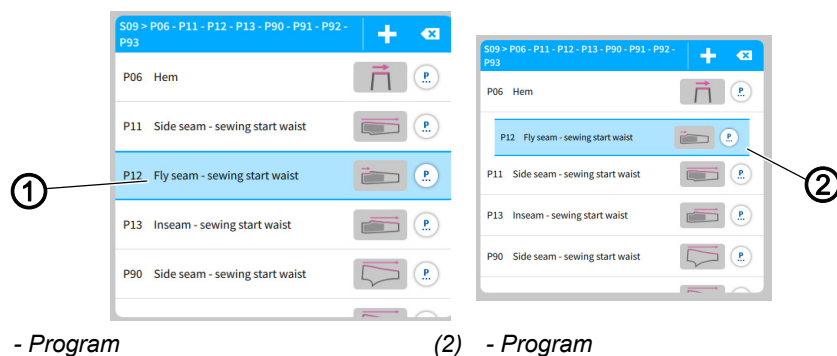 S09 > P06 - P11 - P12 - P13 - P90 - P91 - P92 -
P93
P06 Hem P...
P11 Side seam - sewing start waist P...
P12 Fly seam - sewing start waist P...
P13 Inseam - sewing start waist P...
P90 Side seam - sewing start waist P...
1
S09 > P06 - P11 - P12 - P13 - P90 - P91 - P92 -
P93
P06 Hem P...
P12 Fly seam - sewing start waist P...
P11 Side seam - sewing start waist P...
P13 Inseam - sewing start waist P...
P90 Side seam - sewing start waist P...
2
- Program
(2) - Program